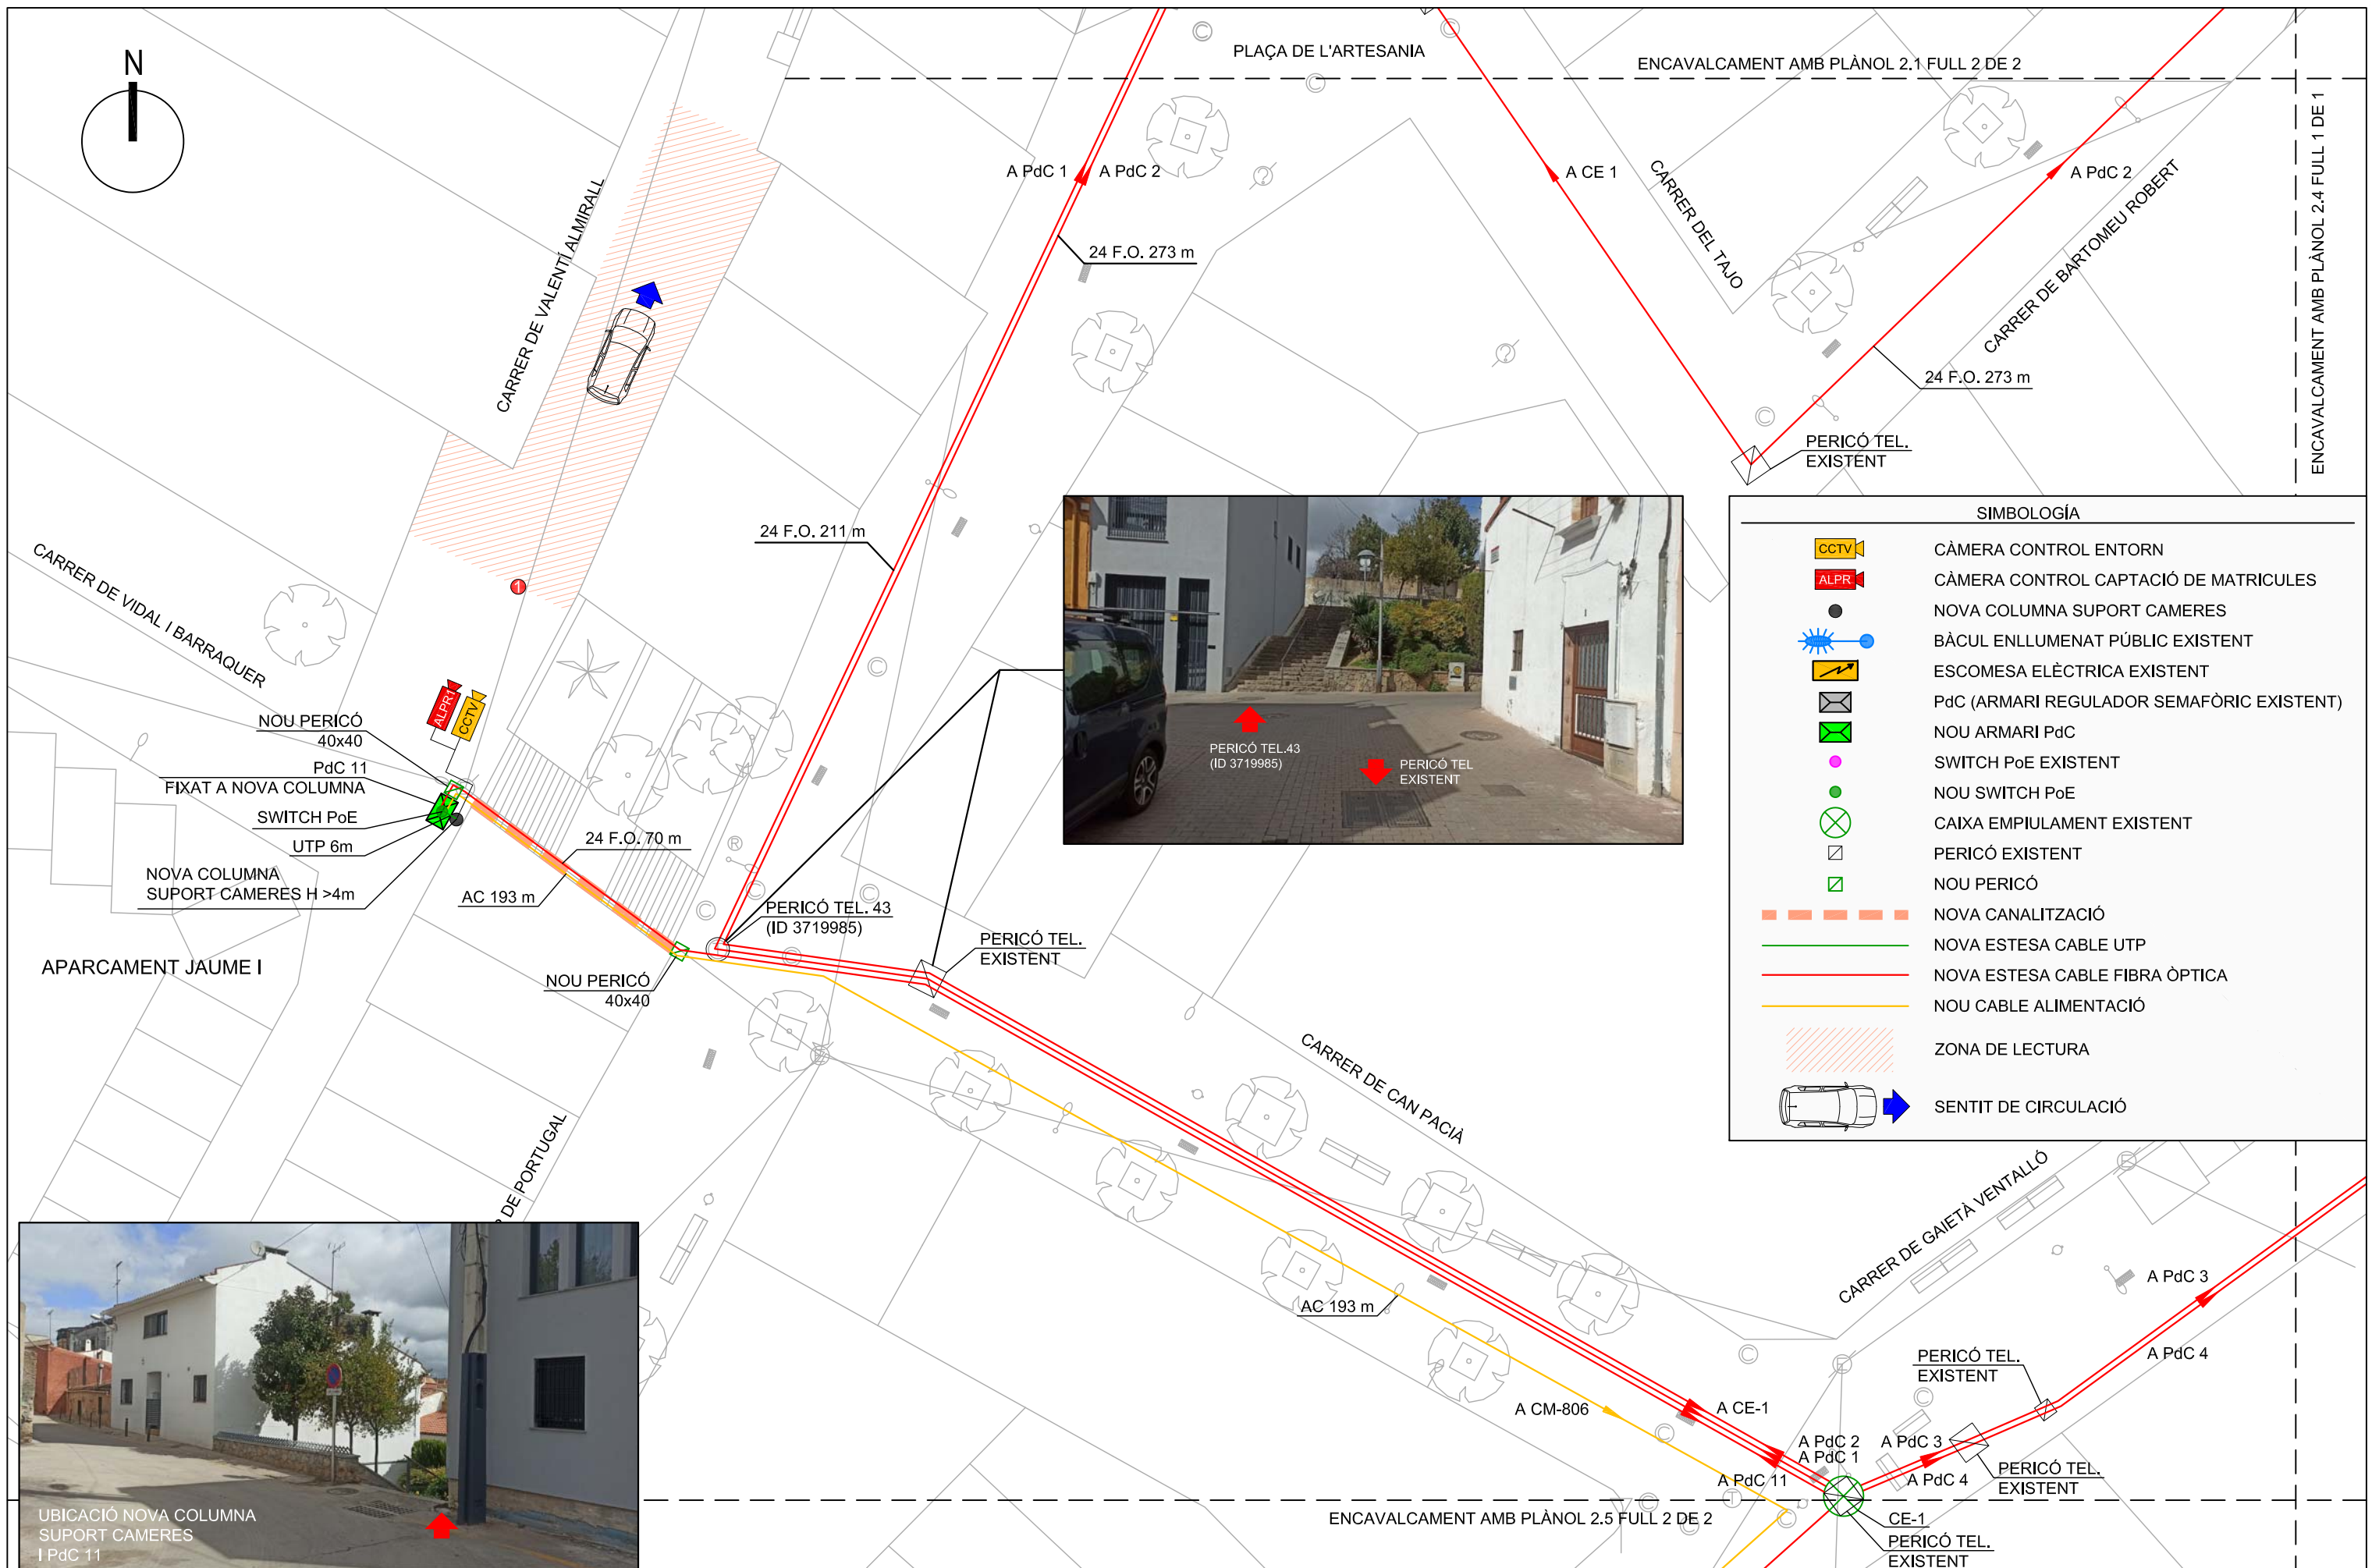 N
PLAÇA DE L'ARTESANIA
ENCAVALCAMENT AMB PLÀNOL 2.1 FULL 2 DE 2
ENCAVALCAMENT AMB PLÀNOL 2.4 FULL 1 DE 1
A PdC 1
A PdC 2
A CE 1
A PdC 2
CARRER DEL TAJO
CARRER DE BARTOMEU ROBERT
CARRER DE VALENTÍ ALMIRALL
24 F.O. 273 m
24 F.O. 273 m
PERICÓ TEL.
EXISTENT
24 F.O. 211 m
1
CARRER DE VIDAL I BARRAQUER
ALPR1
CCTV
NOU PERICÓ
40x40
PdC 11
FIXAT A NOVA COLUMNA
SWITCH PoE
UTP 6m
NOVA COLUMNA
SUPORT CAMERES H >4m
24 F.O. 70 m
AC 193 m
APARCAMENT JAUME I
NOU PERICÓ
40x40
PERICÓ TEL. 43
(ID 3719985)
PERICÓ TEL.
EXISTENT
PERICÓ TEL.43
(ID 3719985)
PERICÓ TEL
EXISTENT
SIMBOLOGÍA
CCTV
CÀMERA CONTROL ENTORN
ALPR
CÀMERA CONTROL CAPTACIÓ DE MATRICULES
NOVA COLUMNA SUPORT CAMERES
BÀCUL ENLLUMENAT PÚBLIC EXISTENT
ESCOMESA ELÈCTRICA EXISTENT
PdC (ARMARI REGULADOR SEMAFÒRIC EXISTENT)
NOU ARMARI PdC
SWITCH PoE EXISTENT
NOU SWITCH PoE
CAIXA EMPIULAMENT EXISTENT
PERICÓ EXISTENT
NOU PERICÓ
NOVA CANALITZACIÓ
NOVA ESTESA CABLE UTP
NOVA ESTESA CABLE FIBRA ÒPTICA
NOU CABLE ALIMENTACIÓ
ZONA DE LECTURA
SENTIT DE CIRCULACIÓ
DE PORTUGAL
CARRER DE CAN PACIÀ
CARRER DE GAIETÀ VENTALLÓ
AC 193 m
A CM-806
A CE-1
A PdC 2
A PdC 1
A PdC 11
A PdC 3
A PdC 4
A PdC 3
A PdC 4
PERICÓ TEL.
EXISTENT
PERICÓ TEL.
EXISTENT
CE-1
PERICÓ TEL.
EXISTENT
ENCAVALCAMENT AMB PLÀNOL 2.5 FULL 2 DE 2
UBICACIÓ NOVA COLUMNA
SUPORT CAMERES
I PdC 11